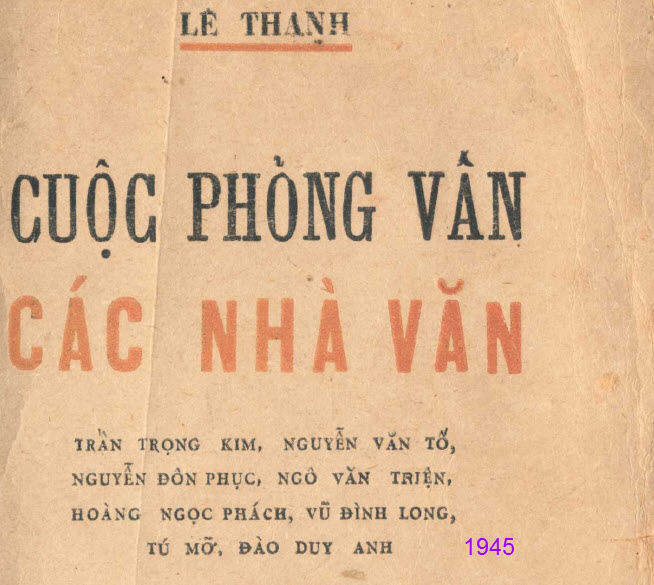 LÊ THANH
CUỘC PHỎNG VẤN
CÁC NHÀ VĂN
TRẦN TRỌNG KIM, NGUYỄN VĂN TỐ,
NGUYỄN ĐÔN PHỤC, NGÔ VĂN TRIỆN,
HOÀNG NGỌC PHÁCH, VŨ ĐÌNH LONG,
TÚ MỠ, ĐÀO DUY ANH 1945